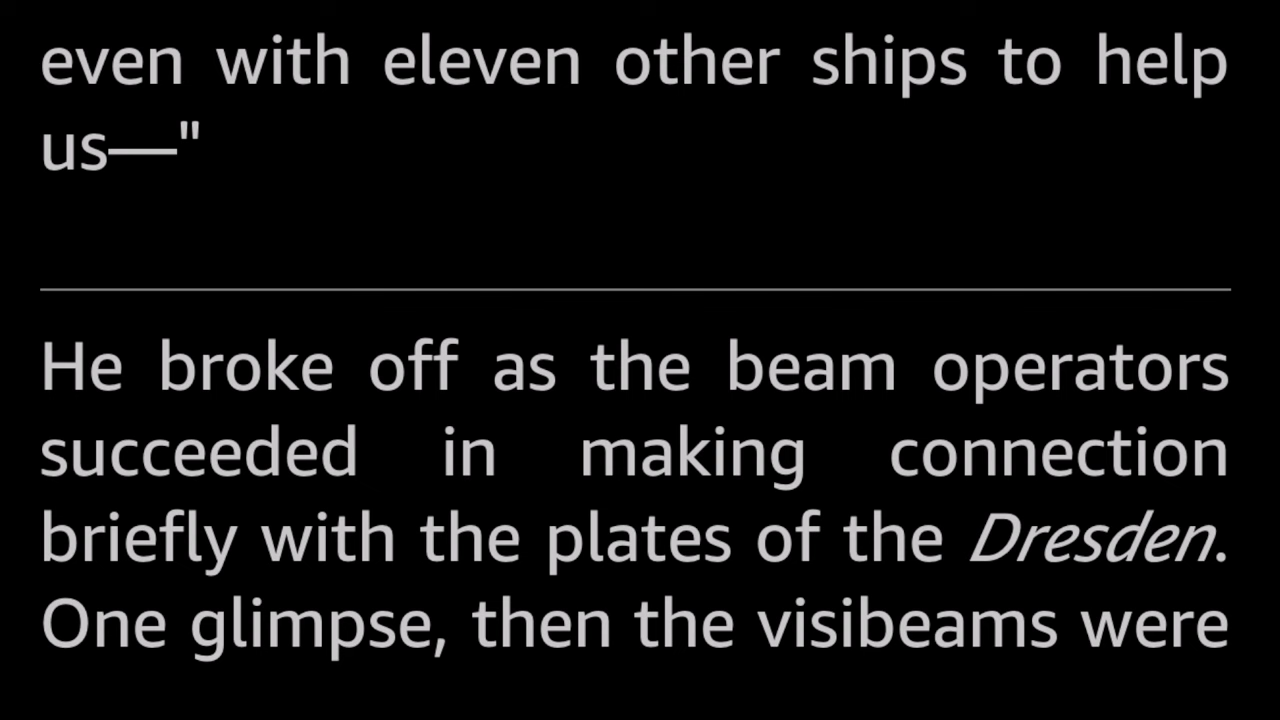 even with eleven other ships to help
us—"
He broke off as the beam operators
succeeded in making connection
briefly with the plates of the Dresden.
One glimpse, then the visibeams were